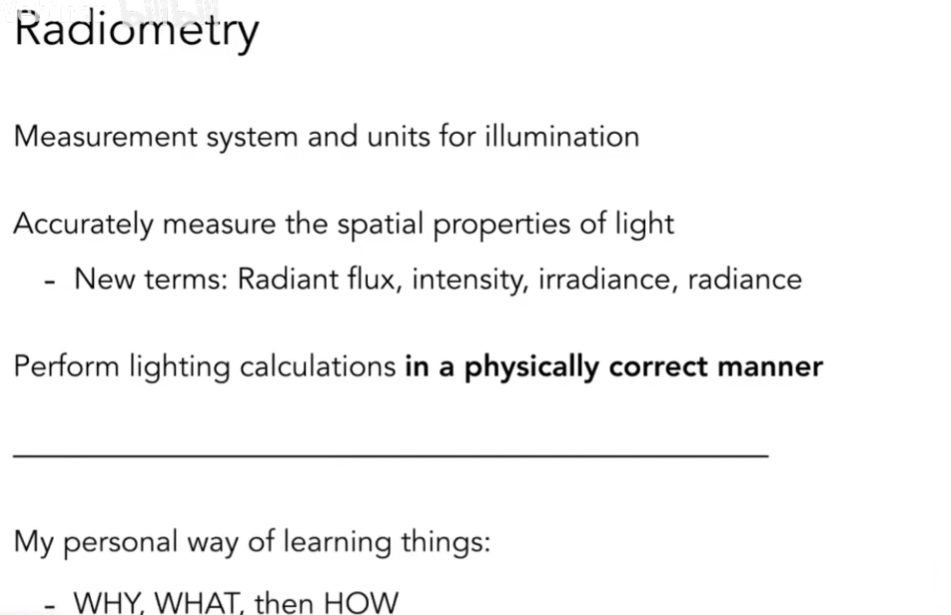 Radiometry
Measurement system and units for illumination
Accurately measure the spatial properties of light
- New terms: Radiant flux, intensity, irradiance, radiance
Perform lighting calculations in a physically correct manner
My personal way of learning things:
- WHY, WHAT, then HOW